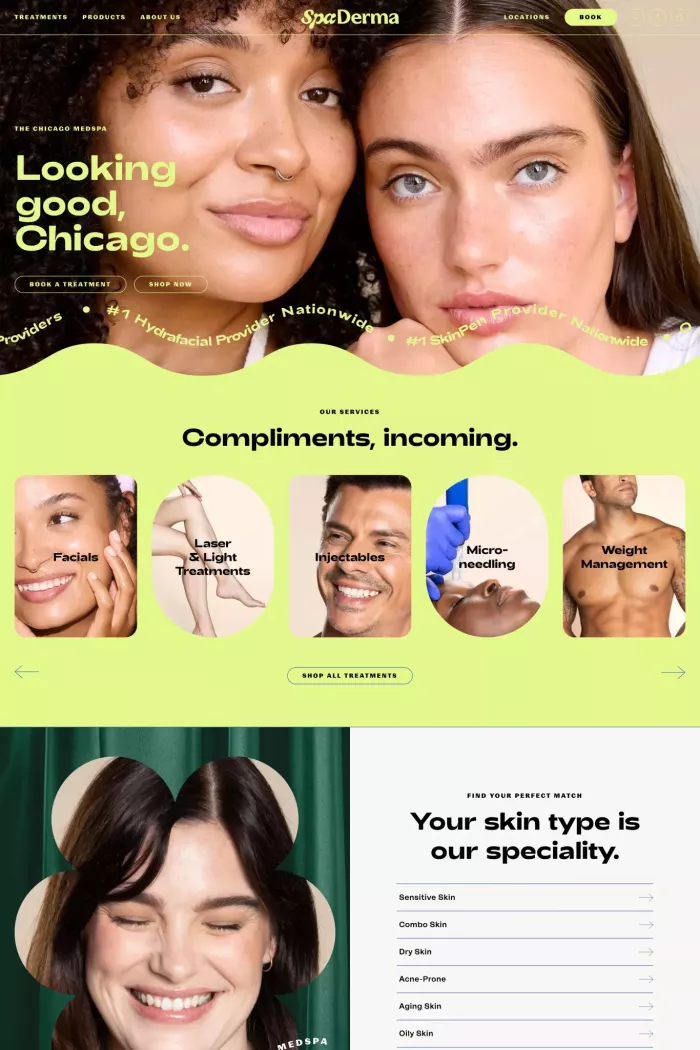 TREATMENTS PRODUCTS ABOUT US
SpaDerma
LOCATIONS BOOK
THE CHICAGO MEDSPA
Looking
good,
Chicago.
BOOK A TREATMENT SHOP NOW
Providers • #1 Hydrafacial Provider Nationwide • #1 SkinPen Provider Nationwide •
OUR SERVICES
Compliments, incoming.
Facials
Laser
& Light
Treatments
Injectables
Micro-
needling
Weight
Management
SHOP ALL TREATMENTS
FIND YOUR PERFECT MATCH
Your skin type is
our speciality.
Sensitive Skin
Combo Skin
Dry Skin
Acne-Prone
Aging Skin
Oily Skin
MEDSPA